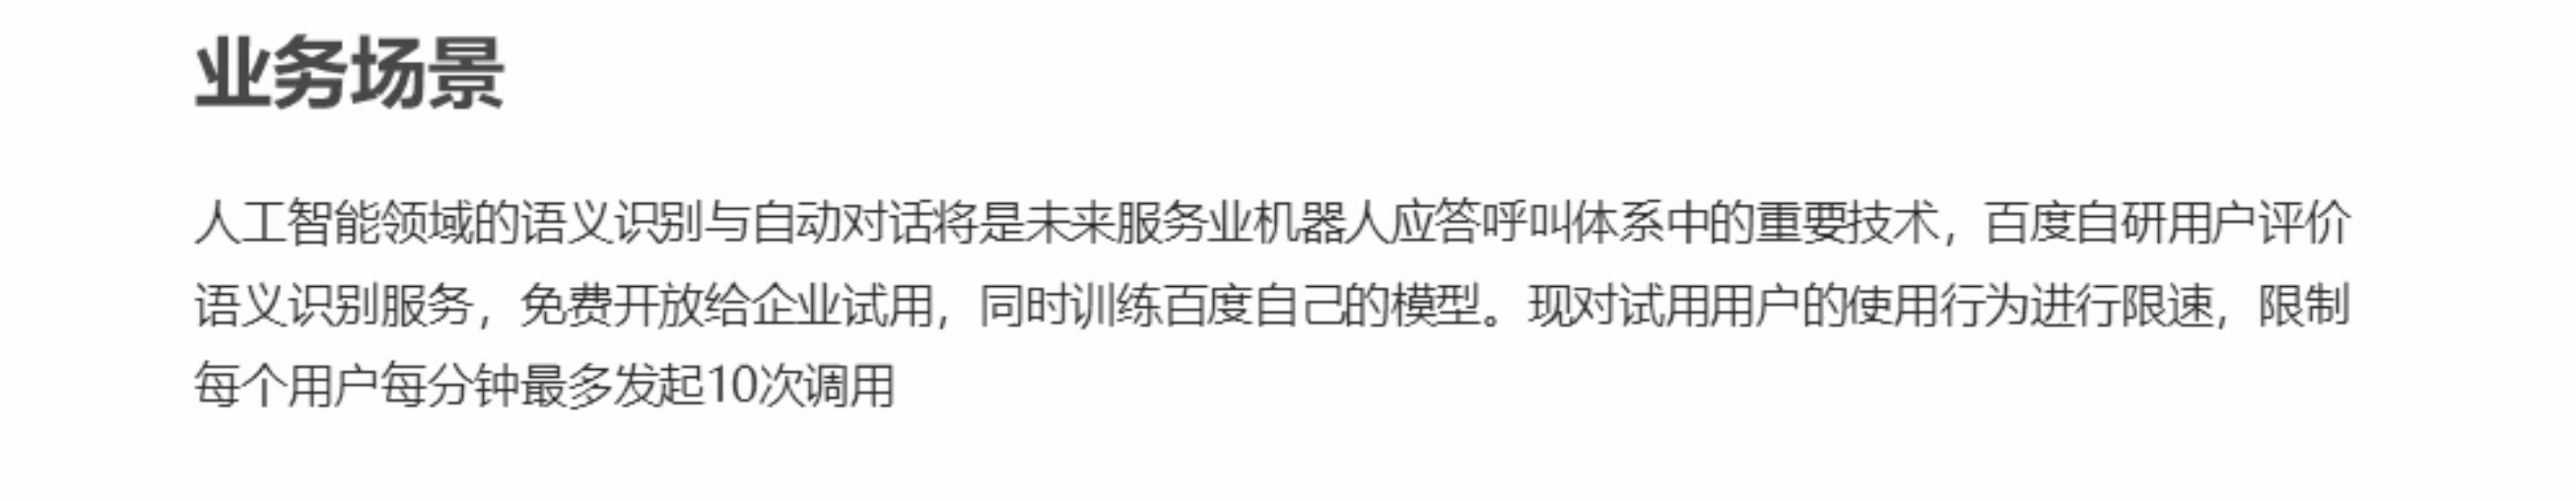 业务场景
人工智能领域的语义识别与自动对话将是未来服务业机器人应答呼叫体系中的重要技术，百度自研用户评价
语义识别服务，免费开放给企业试用，同时训练百度自己的模型。现对试用用户的使用行为进行限速，限制
每个用户每分钟最多发起10次调用